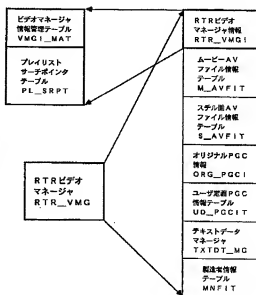 ビデオマネージャ
情報管理テーブル
VMGI_MAT
プレイリスト
サーチポインタ
テーブル
PL_SRPT
RTRビデオ
マネージャ
RTR_VMG
RTRビデオ
マネージャ情報
RTR_VMGI
ムービーAV
ファイル情報
テーブル
M_AVFIT
スチル画AV
ファイル情報
テーブル
S_AVFIT
オリジナルPGC
情報
ORG_PGCI
ユーザ定義PGC
情報テーブル
UD_PGCIT
テキストデータ
マネージャ
TXTDT_MG
製造者情報
テーブル
MNFIT